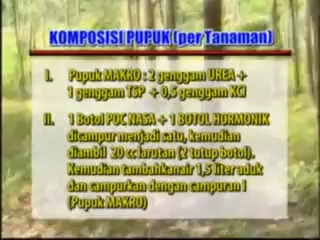 KOMPOSISI PUPUK (per Tanaman)
I. Pupuk MAKRO : 2 genggam UREA +
1 genggam TSP + 0,5 genggam KCl
II. 1 Botol POC NASA + 1 BOTOL HORMONIK
dicampur menjadi satu, kemudian
diambil 20 cc larutan (2 tutup botol).
Kemudian tambahkanair 1,5 liter aduk
dan campurkan dengan campuran I
(Pupuk MAKRO)